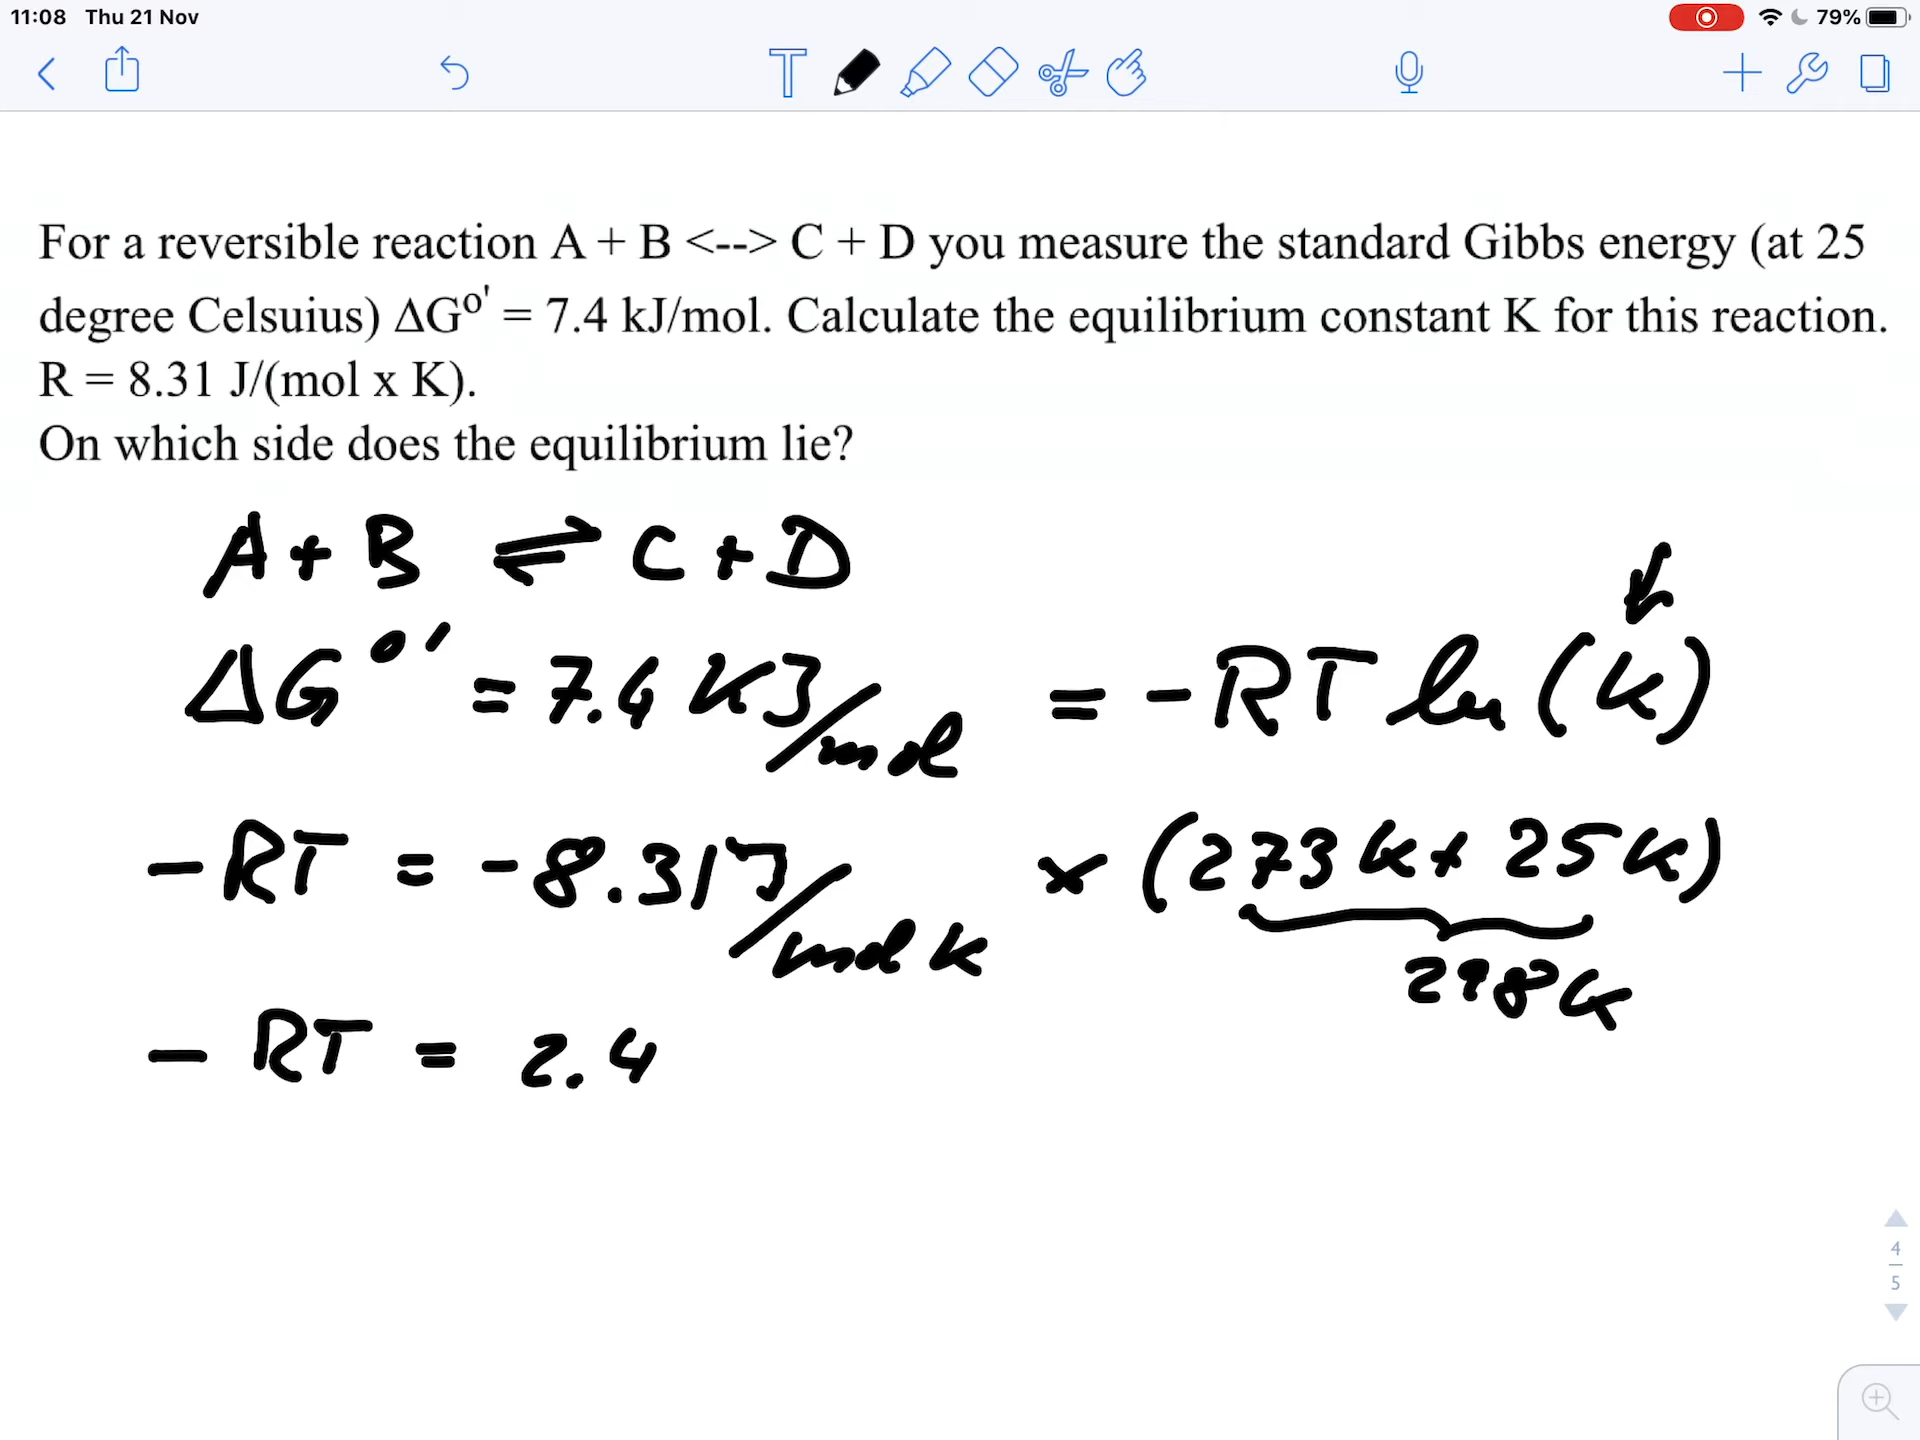 11:08 Thu 21 Nov 79%
T
For a reversible reaction A + B <--> C + D you measure the standard Gibbs energy (at 25
degree Celsuius) ΔGº' = 7.4 kJ/mol. Calculate the equilibrium constant K for this reaction.
R = 8.31 J/(mol x K).
On which side does the equilibrium lie?
A + B ⇌ C + D
ΔG°' = 7.4 KJ/mol = -RT ln (K)
-RT = -8.31 J/mol K × (273 K + 25 K)
298 K
- RT = 2.4
4
5